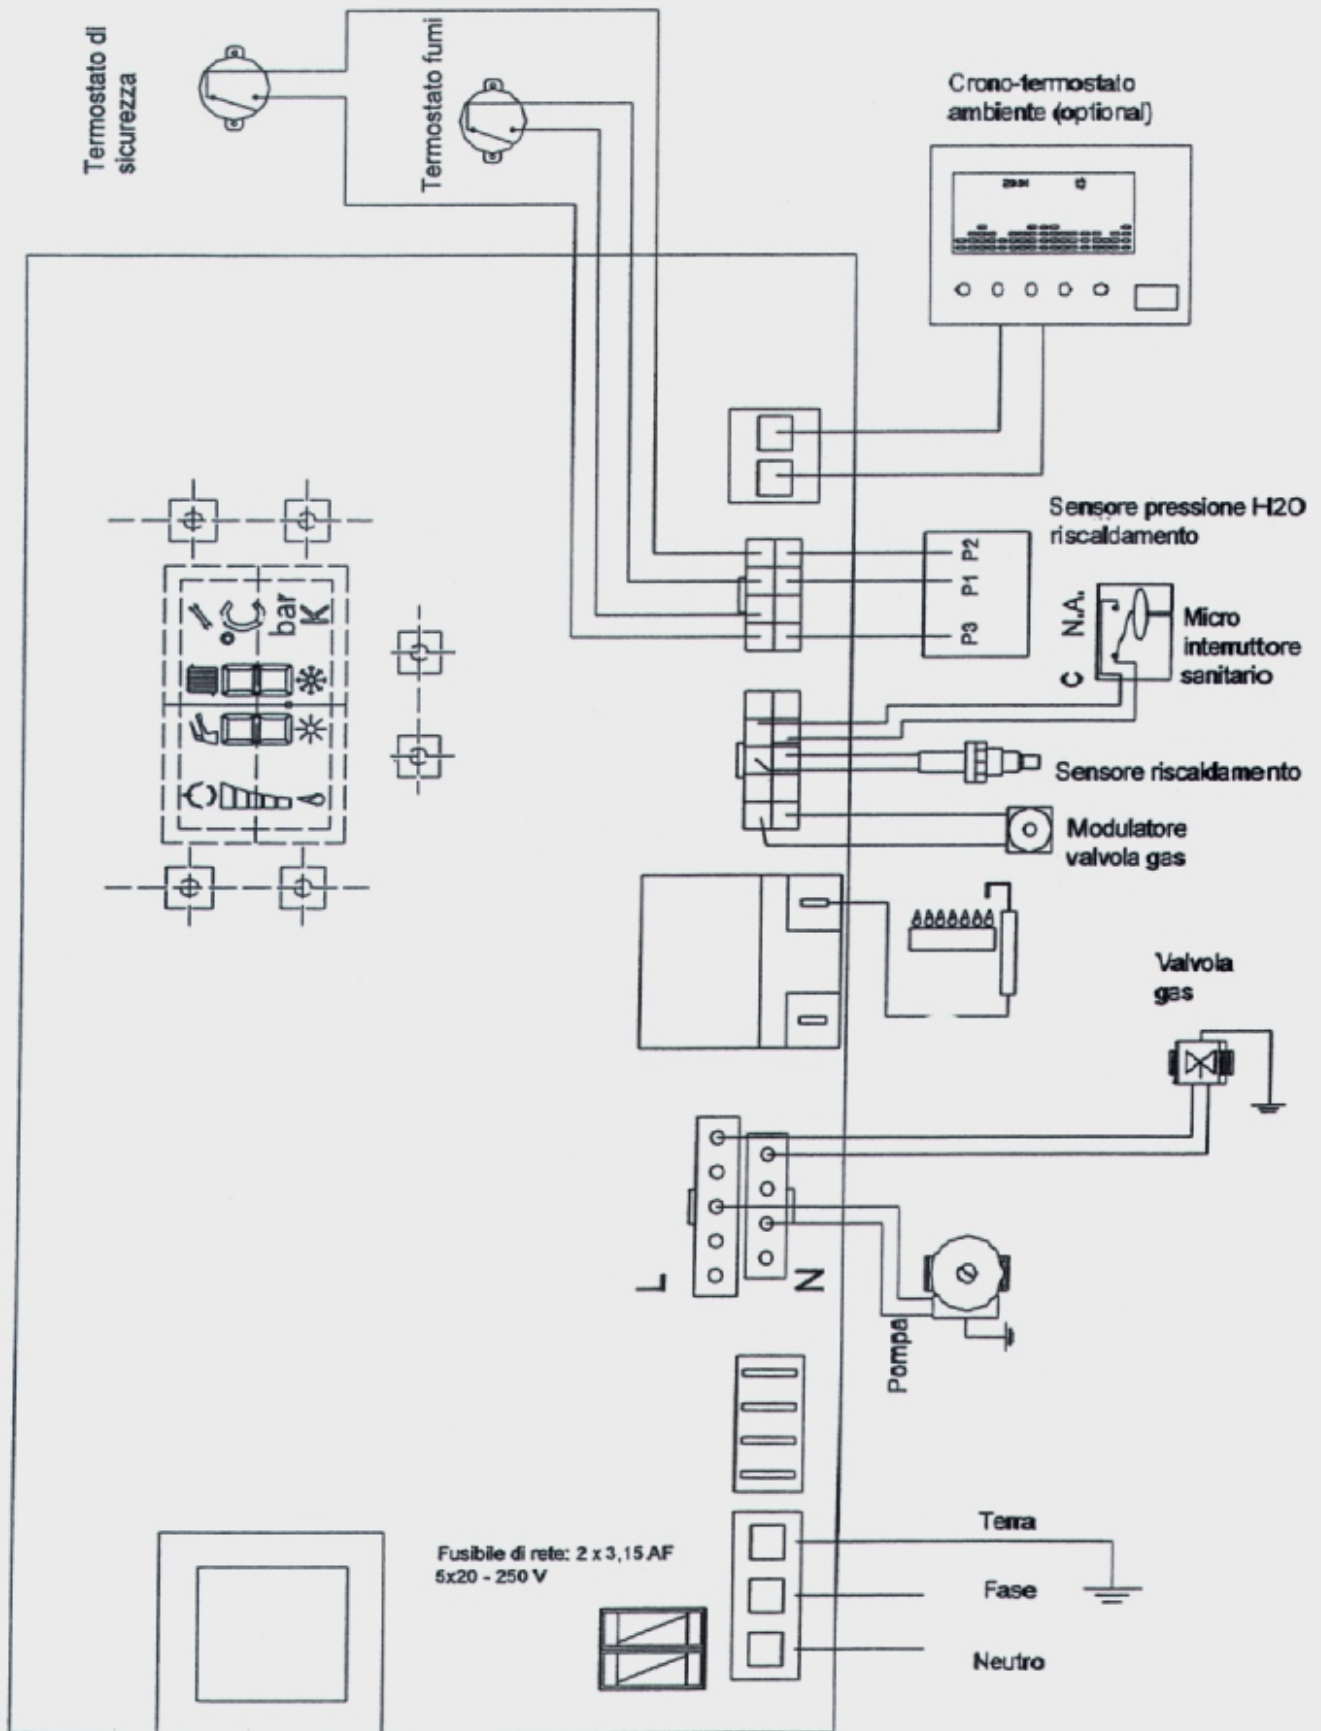 Termostato di
sicurezza
Termostato fumi
Crono-termostato
ambiente (optional)
Sensore pressione H2O
riscaldamento
P2
P1
P3
N.A.
C
Micro
interruttore
sanitario
°C
bar
K
Sensore riscaldamento
Modulatore
valvola gas
Valvola
gas
L
N
Pompa
Fusibile di rete: 2 x 3,15 AF
5x20 - 250 V
Terra
Fase
Neutro